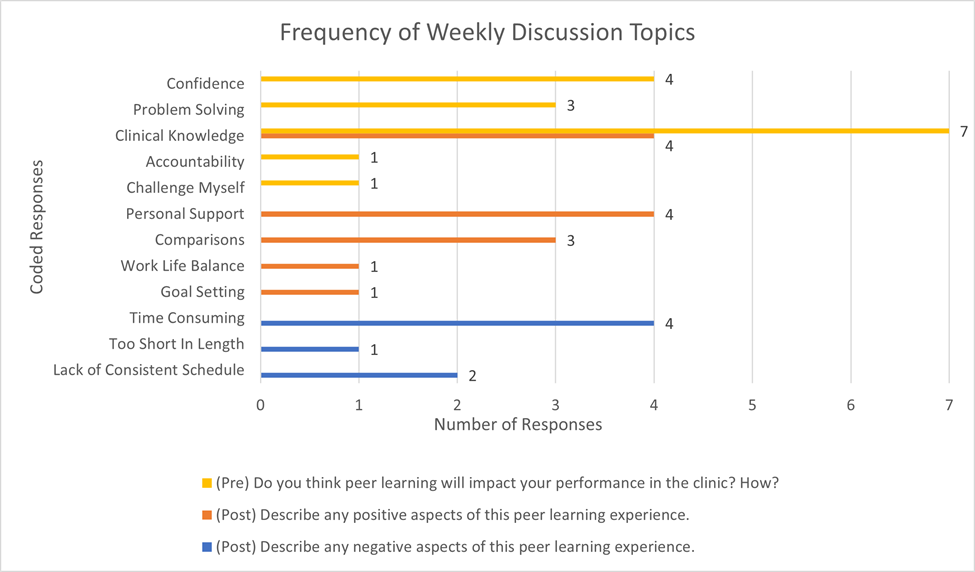 Frequency of Weekly Discussion Topics
Coded Responses
Confidence 4
Problem Solving 3
Clinical Knowledge 7
4
Accountability 1
Challenge Myself 1
Personal Support 4
Comparisons 3
Work Life Balance 1
Goal Setting 1
Time Consuming 4
Too Short In Length 1
Lack of Consistent Schedule 2
0 1 2 3 4 5 6 7
Number of Responses
(Pre) Do you think peer learning will impact your performance in the clinic? How?
(Post) Describe any positive aspects of this peer learning experience.
(Post) Describe any negative aspects of this peer learning experience.